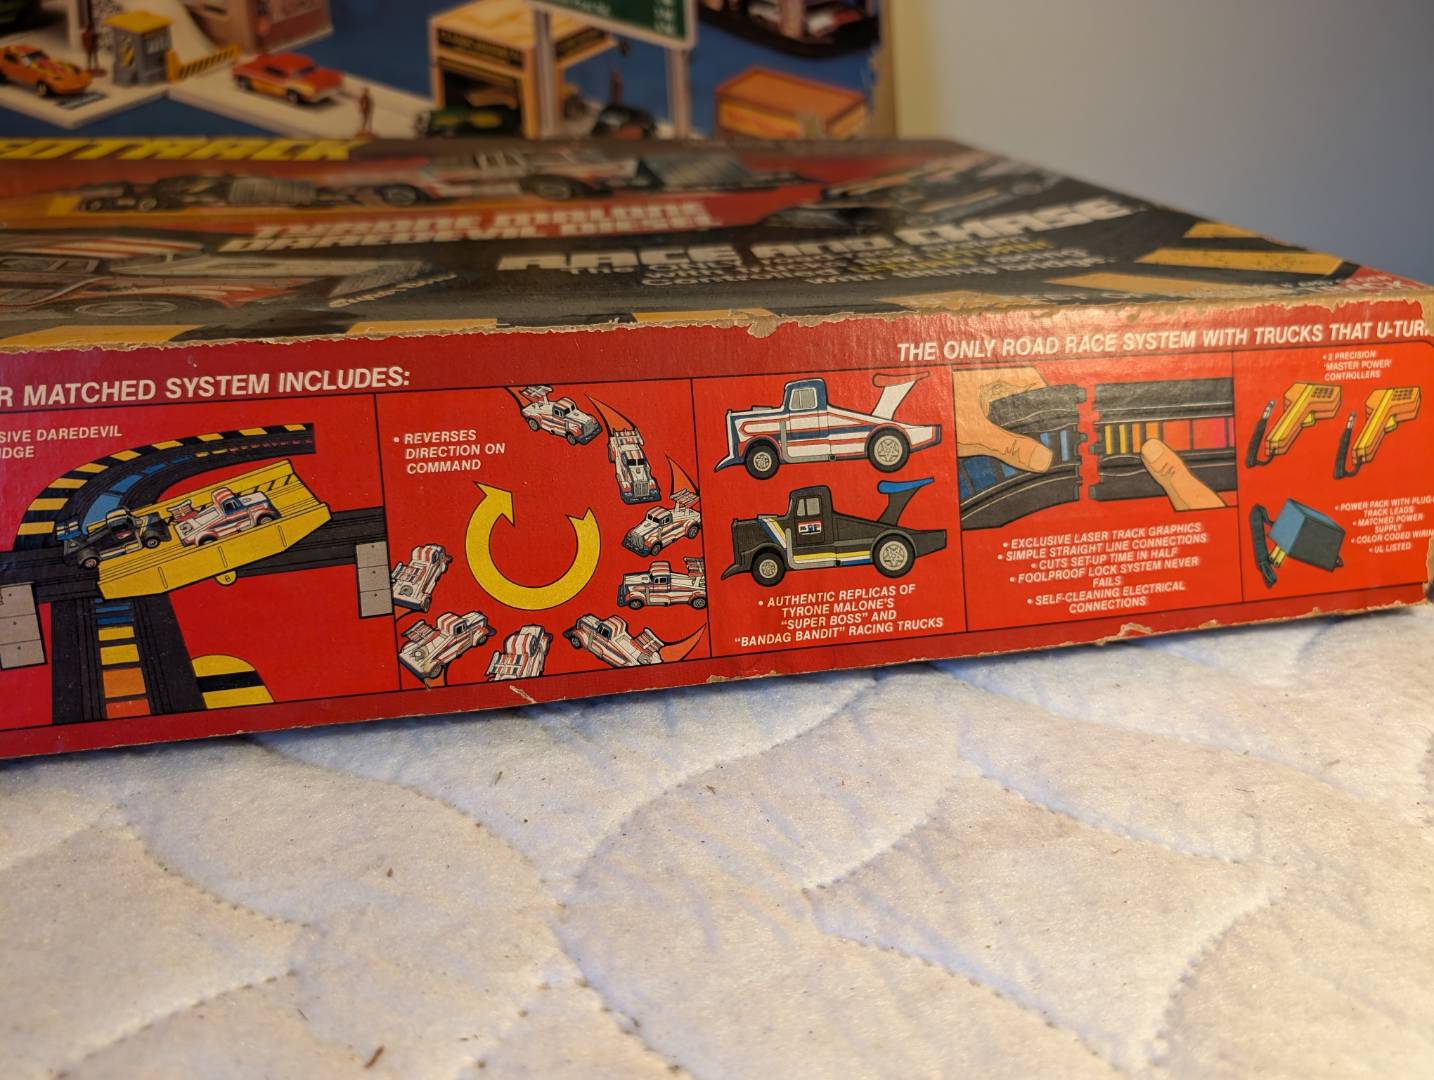 TYRONE MALONE
DAREDEVIL DIESEL
RACE AND CHASE
R MATCHED SYSTEM INCLUDES:
THE ONLY ROAD RACE SYSTEM WITH TRUCKS THAT U-TUR
SIVE DAREDEVIL
IDGE
• REVERSES
DIRECTION ON
COMMAND
• AUTHENTIC REPLICAS OF
TYRONE MALONE'S
"SUPER BOSS" AND
"BANDAG BANDIT" RACING TRUCKS
• EXCLUSIVE LASER TRACK GRAPHICS
• SIMPLE STRAIGHT LINE CONNECTIONS
• CUTS SET-UP TIME IN HALF
• FOOLPROOF LOCK SYSTEM NEVER
FAILS
• SELF-CLEANING ELECTRICAL
CONNECTIONS
• 2 PRECISION
'MASTER POWER'
CONTROLLERS
• POWER PACK WITH PLUG-I
TRACK LEADS
• MATCHED POWER
SUPPLY
• COLOR CODED WIRIN
• UL LISTED